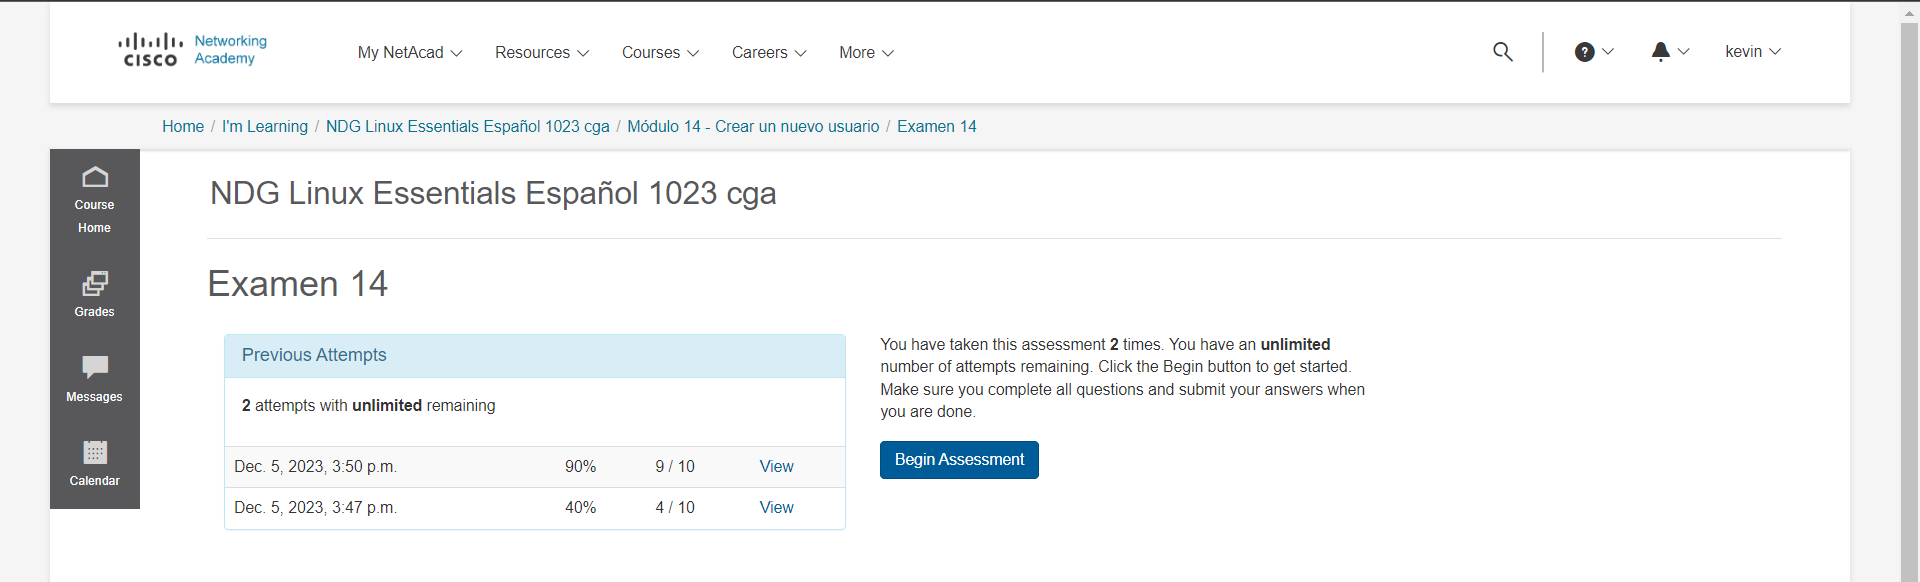 cisco Networking Academy
My NetAcad Resources Courses Careers More ? kevin
Home / I'm Learning / NDG Linux Essentials Español 1023 cga / Módulo 14 - Crear un nuevo usuario / Examen 14
Course
Home
Grades
Messages
Calendar
NDG Linux Essentials Español 1023 cga
Examen 14
Previous Attempts
2 attempts with unlimited remaining
Dec. 5, 2023, 3:50 p.m. 90% 9 / 10 View
Dec. 5, 2023, 3:47 p.m. 40% 4 / 10 View
You have taken this assessment 2 times. You have an unlimited
number of attempts remaining. Click the Begin button to get started.
Make sure you complete all questions and submit your answers when
you are done.
Begin Assessment